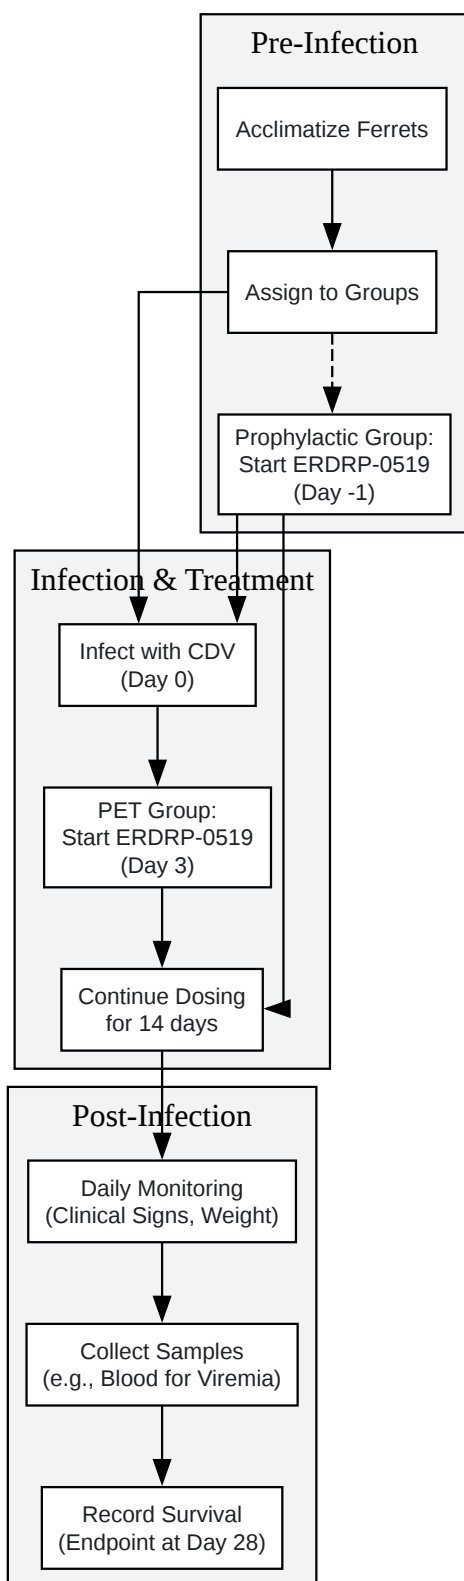 Pre-Infection
Acclimatize Ferrets
Assign to Groups
Prophylactic Group:
Start ERDRP-0519
(Day -1)
Infection & Treatment
Infect with CDV
(Day 0)
PET Group:
Start ERDRP-0519
(Day 3)
Continue Dosing
for 14 days
Post-Infection
Daily Monitoring
(Clinical Signs, Weight)
Collect Samples
(e.g., Blood for Viremia)
Record Survival
(Endpoint at Day 28)